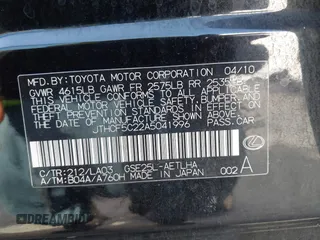 MFD.BY: TOYOTA MOTOR CORPORATION 04/10
GVWR 4615LB GAWR FR 2575LB RR 2535LB
THIS VEHICLE CONFORMS TO ALL APPLICABLE
FEDERAL MOTOR VEHICLE SAFETY, BUMPER, AND
THEFT PREVENTION STANDARDS IN EFFECT ON
THE DATE OF MANUFACTURE SHOWN ABOVE.
JTHCF5C22A5041996 PASS. CAR
C/TR: 212/LA03 GSE25L-AETLHA
A/TM: B04A/A760H MADE IN JAPAN 002 A
DREAMBID